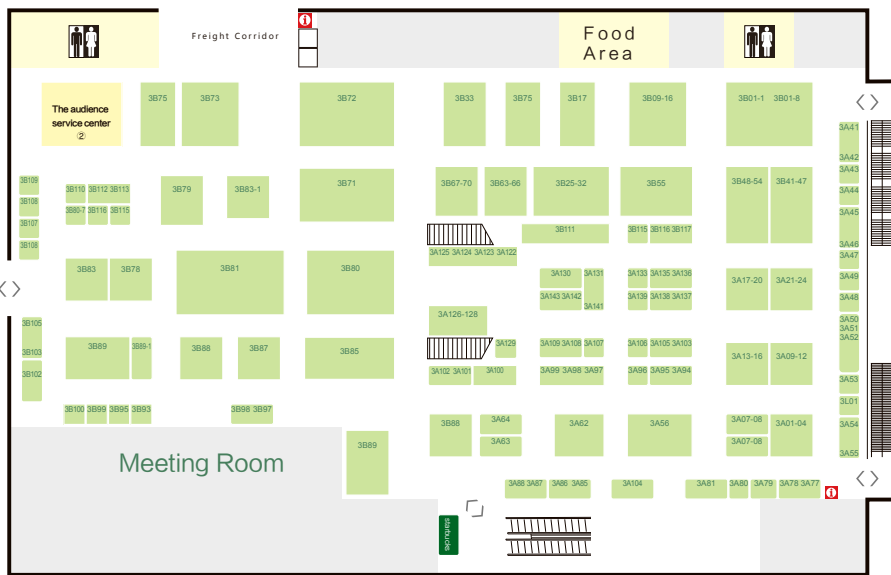 Freight Corridor
Food
Area
The audience
service center
②
3B75
3B73
3B72
3B33
3B75
3B17
3B09-16
3B01-1 3B01-8
3A41
3A42
3A43
3A44
3A45
3A46
3A47
3A49
3A48
3A50
3A51
3A52
3A53
3L01
3A54
3A55
3B109
3B108
3B107
3B108
3B110 3B112 3B113
3B80-7 3B116 3B115
3B79
3B83-1
3B71
3B67-70
3B63-66
3B25-32
3B55
3B48-54
3B41-47
3B111
3B115 3B116 3B117
3A125 3A124 3A123 3A122
3B83
3B78
3B81
3B80
3A130
3A131
3A133 3A135 3A136
3A17-20
3A21-24
3A143 3A142
3A141
3A139 3A138 3A137
3A126-128
3B105
3B103
3B102
3B89
3B89-1
3B88
3B87
3B85
3A129
3A109 3A108 3A107
3A106 3A105 3A103
3A13-16
3A09-12
3A102 3A101
3A100
3A99 3A98 3A97
3A96 3A95 3A94
3B100 3B99 3B95 3B93
3B98 3B97
3B88
3A64
3A63
3A62
3A56
3A07-08
3A07-08
3A01-04
3B89
Meeting Room
3A88 3A87
3A86 3A85
3A104
3A81
3A80
3A79
3A78 3A77
starbucks